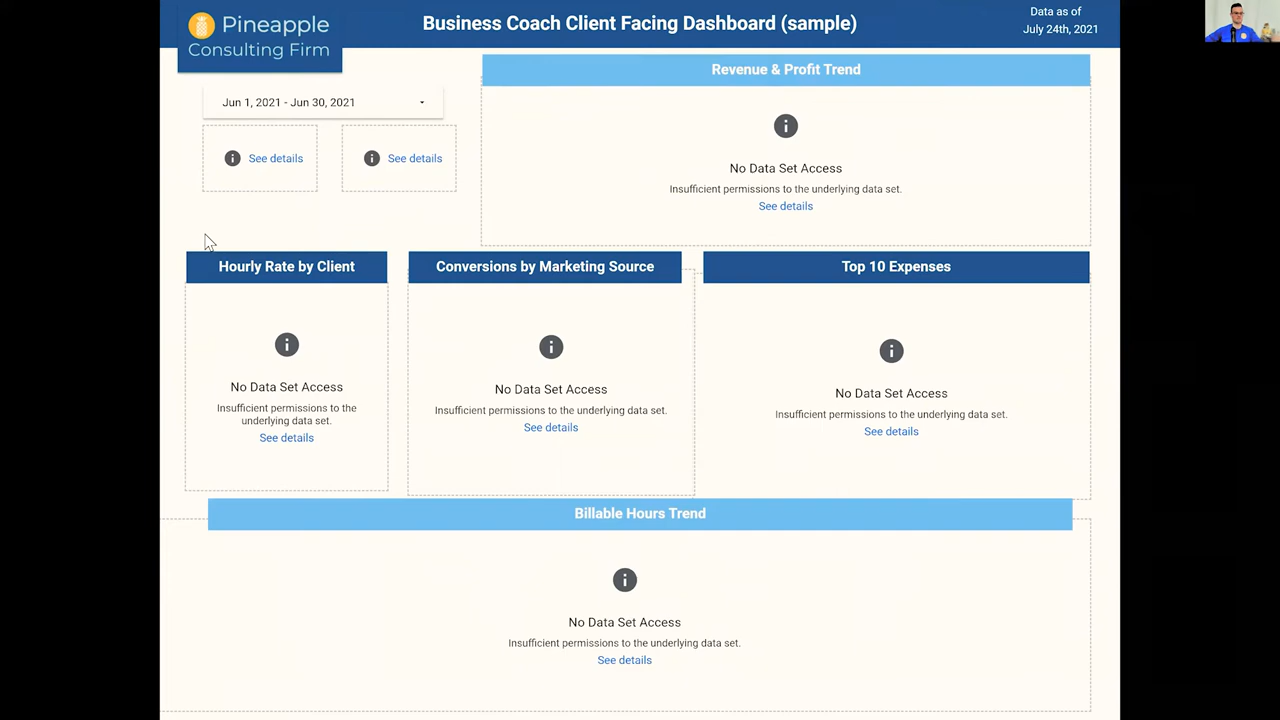 Pineapple
Consulting Firm
Business Coach Client Facing Dashboard (sample)
Data as of
July 24th, 2021
Jun 1, 2021 - Jun 30, 2021
See details
See details
Revenue & Profit Trend
No Data Set Access
Insufficient permissions to the underlying data set.
See details
Hourly Rate by Client
No Data Set Access
Insufficient permissions to the
underlying data set.
See details
Conversions by Marketing Source
No Data Set Access
Insufficient permissions to the underlying data set.
See details
Top 10 Expenses
No Data Set Access
Insufficient permissions to the underlying data set.
See details
Billable Hours Trend
No Data Set Access
Insufficient permissions to the underlying data set.
See details